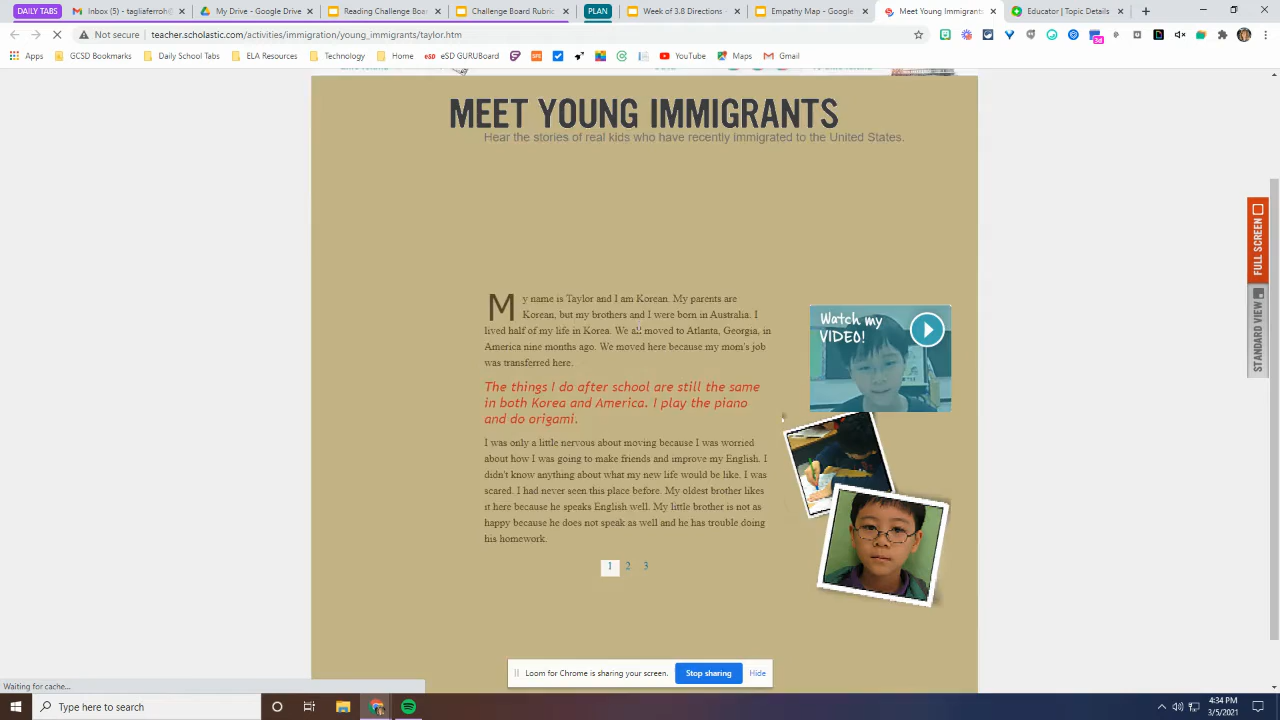 DAILY TABS
Inbox (5) - tagliaferroh@
My Drive - Google Drive
Reading Challenge Board
Challenge Board Rubric
PLAN
Week of 3.8 Directions
Empathy Map - Google
Meet Young Immigrants
Educator | Topic Details
Not secure | teacher.scholastic.com/activities/immigration/young_immigrants/taylor.htm
3d
Apps
GCSD Bookmarks
Daily School Tabs
ELA Resources
Technology
Home
eSD GURUBoard
YouTube
Maps
Gmail
MEET YOUNG IMMIGRANTS
Hear the stories of real kids who have recently immigrated to the United States.
My name is Taylor and I am Korean. My parents are
Korean, but my brothers and I were born in Australia. I
lived half of my life in Korea. We all moved to Atlanta, Georgia, in
America nine months ago. We moved here because my mom's job
was transferred here.
The things I do after school are still the same
in both Korea and America. I play the piano
and do origami.
I was only a little nervous about moving because I was worried
about how I was going to make friends and improve my English. I
didn't know anything about what my new life would be like. I was
scared. I had never seen this place before. My oldest brother likes
it here because he speaks English well. My little brother is not as
happy because he does not speak as well and he has trouble doing
his homework.
1 2 3
Watch my
VIDEO!
FULL SCREEN
STANDARD VIEW
Loom for Chrome is sharing your screen.
Stop sharing
Hide
Waiting for cache...
Type here to search
4:34 PM
3/5/2021